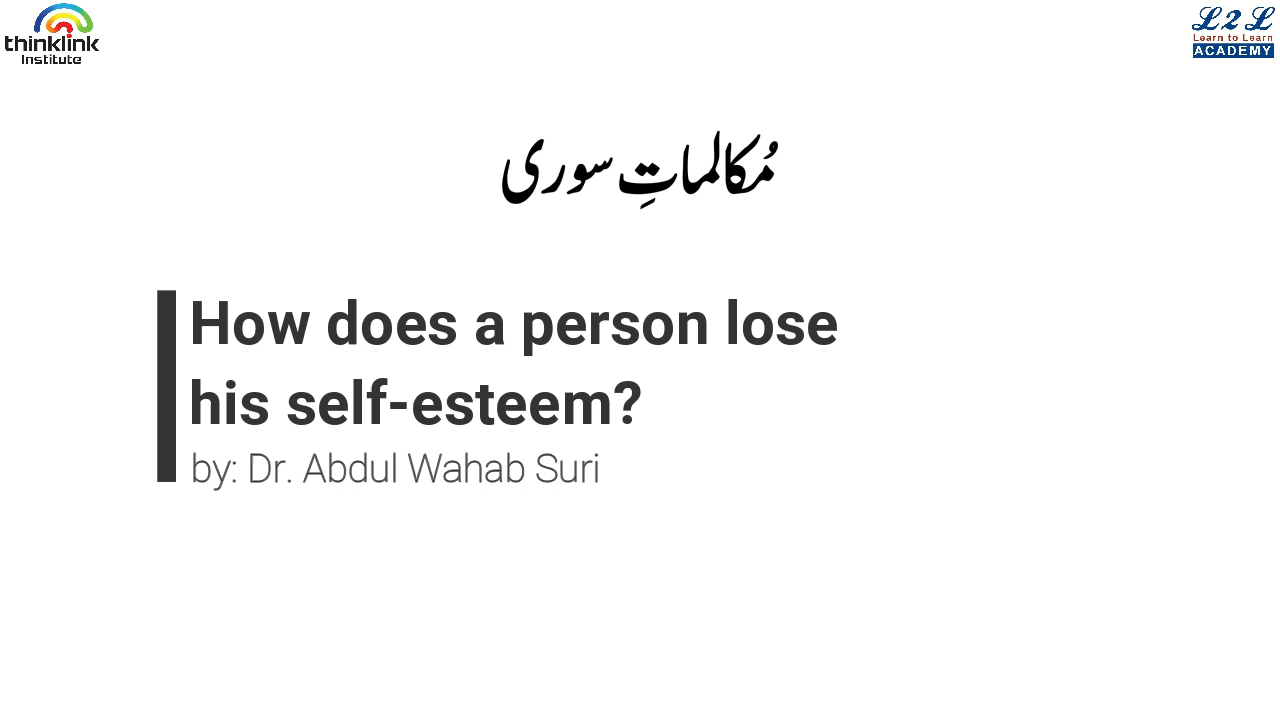 thinklink
Institute
L2L
Learn to Learn
ACADEMY
مُکالماتِ سوری
How does a person lose
his self-esteem?
by: Dr. Abdul Wahab Suri